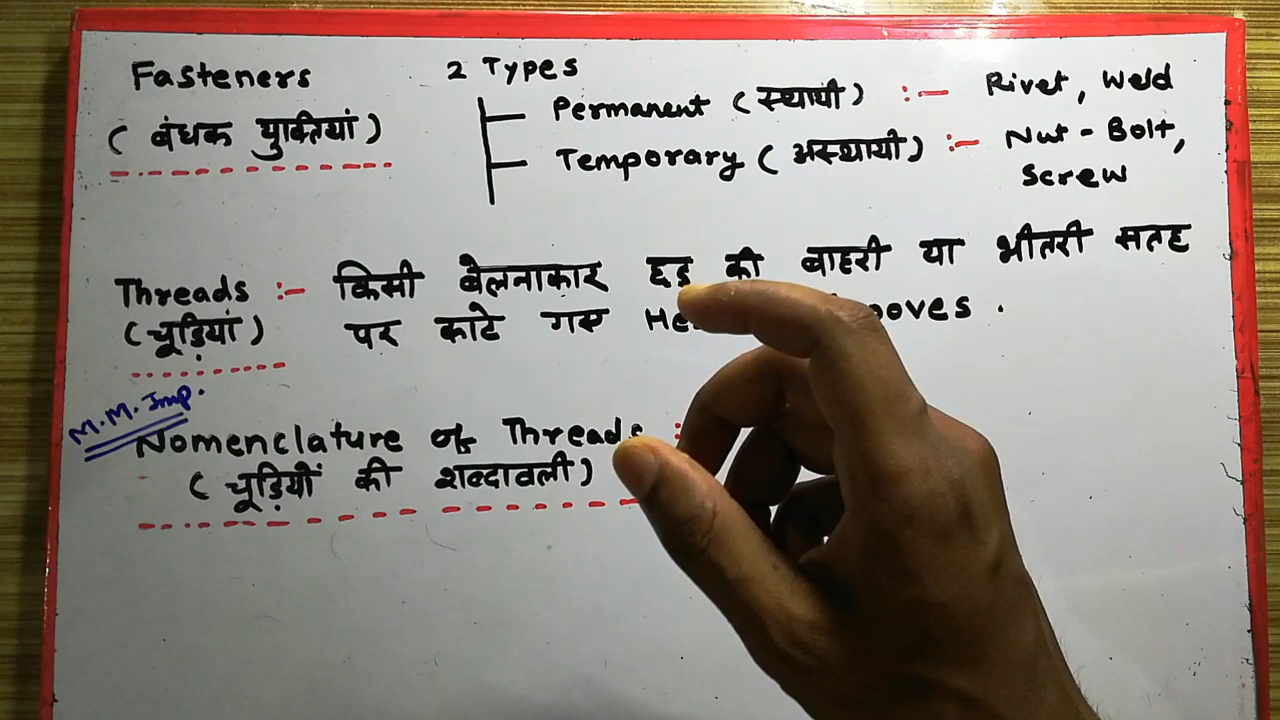 Fasteners
(बंधक युक्तियां)
2 Types
Permanent (स्थायी) :- Rivet, Weld
Temporary (अस्थायी) :- Nut - Bolt,
Screw
Threads :- किसी बेलनाकार छड़ की बाहरी या भीतरी सतह
(चूड़ियां) पर काटे गए
M.M. Imp.
Nomenclature of Threads :
(चूड़ियों की शब्दावली)